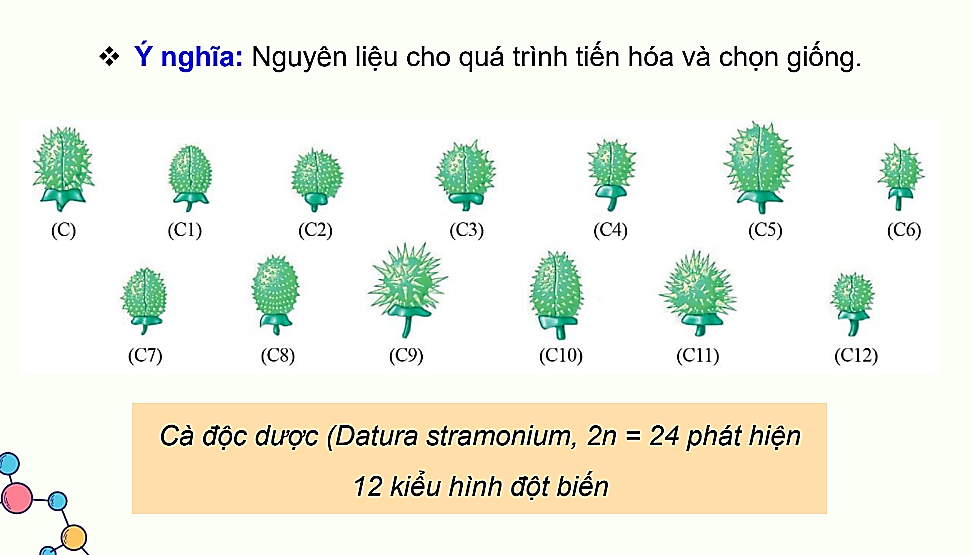 ❖ Ý nghĩa: Nguyên liệu cho quá trình tiến hóa và chọn giống.
(C) (C1) (C2) (C3) (C4) (C5) (C6)
(C7) (C8) (C9) (C10) (C11) (C12)
Cà độc dược (Datura stramonium, 2n = 24 phát hiện
12 kiểu hình đột biến